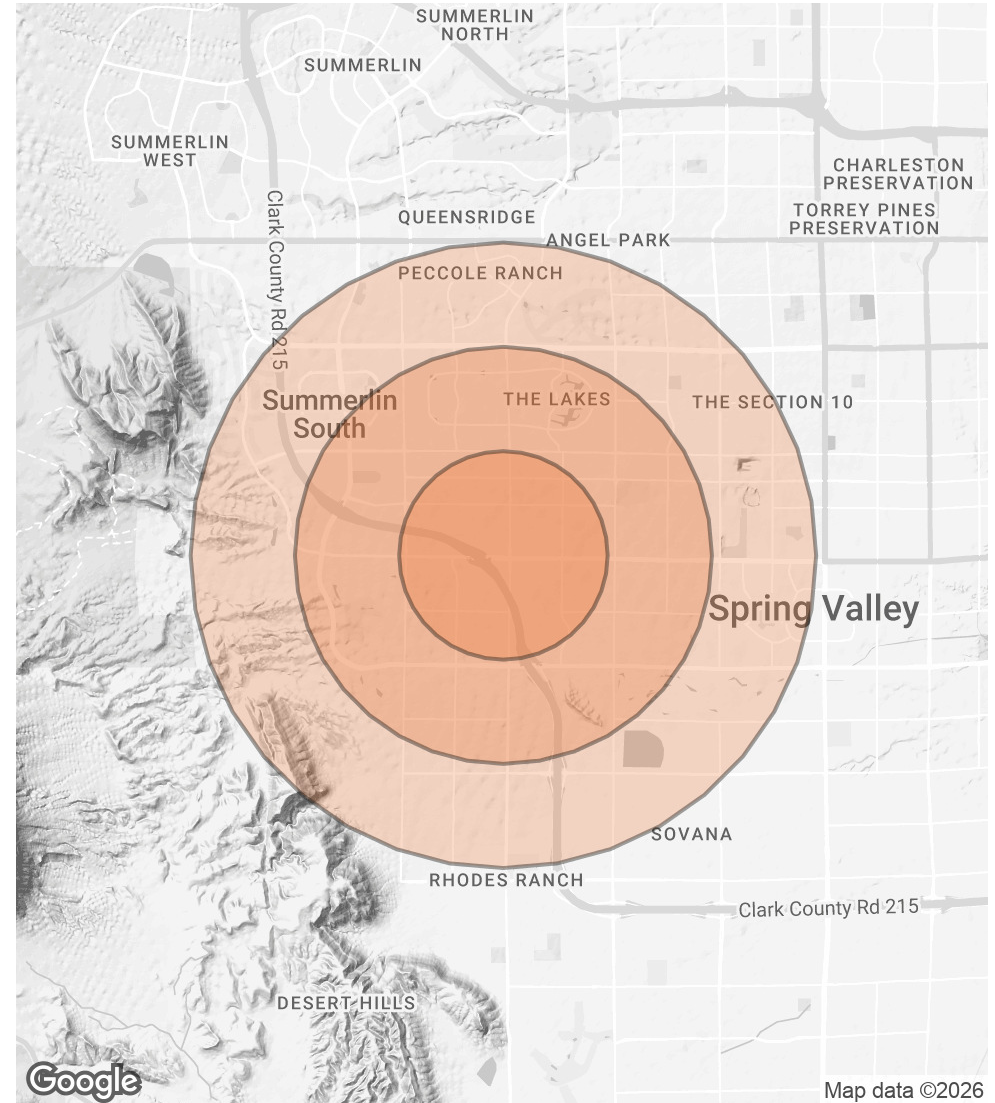 SUMMERLIN
NORTH
SUMMERLIN
SUMMERLIN
WEST
CHARLESTON
PRESERVATION
TORREY PINES
PRESERVATION
QUEENSRIDGE
ANGEL PARK
Clark County Rd 215
PECCOLE RANCH
Summerlin
South
THE LAKES
THE SECTION 10
Spring Valley
SOVANA
RHODES RANCH
Clark County Rd 215
DESERT HILLS
Google
Map data ©2026